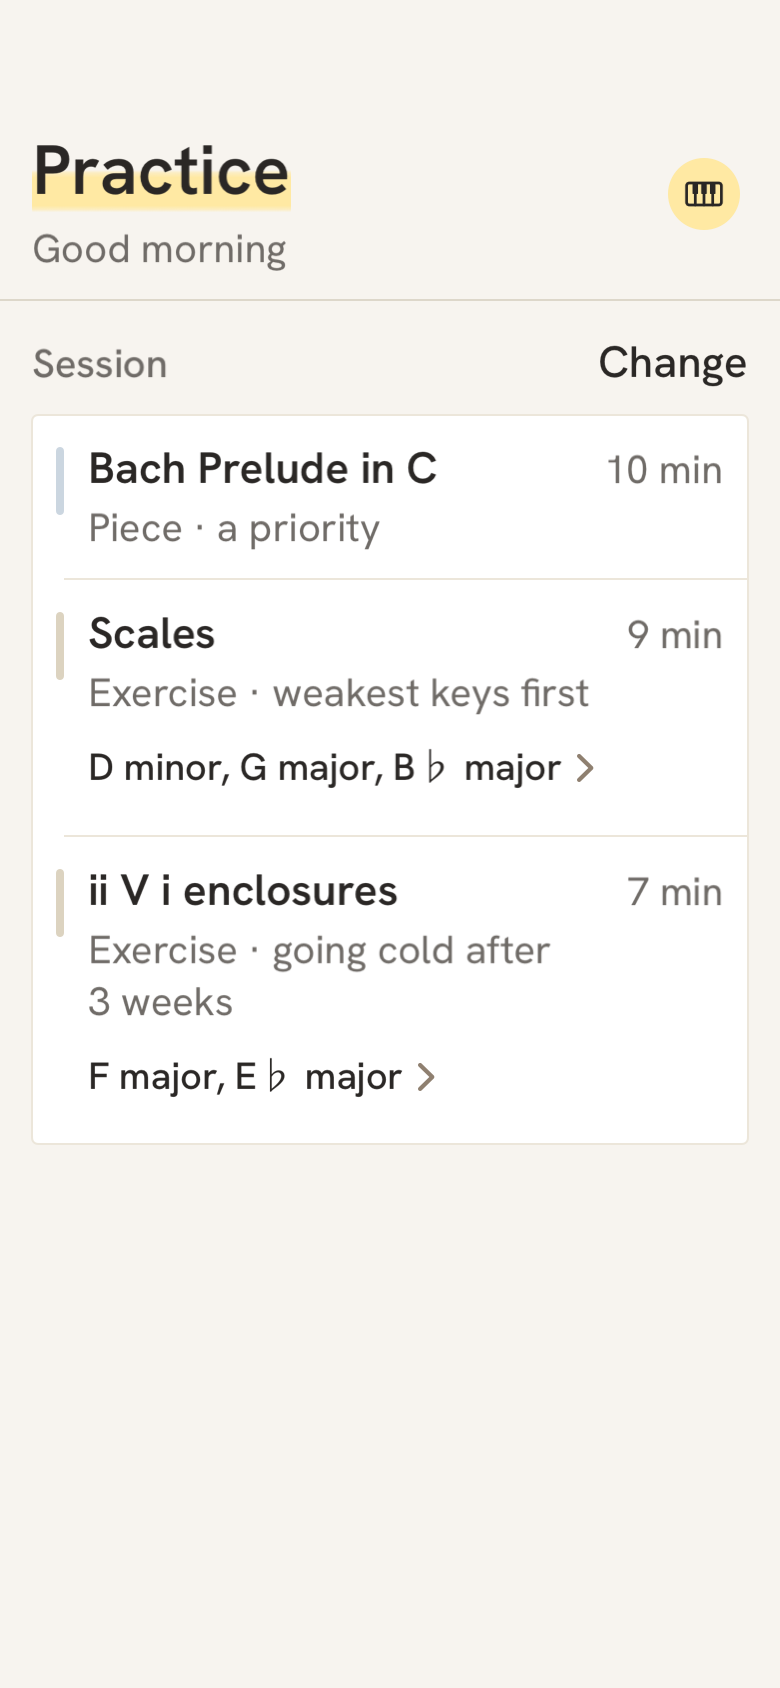 Practice
Good morning
Session
Change
Bach Prelude in C
10 min
Piece · a priority
Scales
9 min
Exercise · weakest keys first
D minor, G major, B♭ major
ii V i enclosures
7 min
Exercise · going cold after
3 weeks
F major, E♭ major